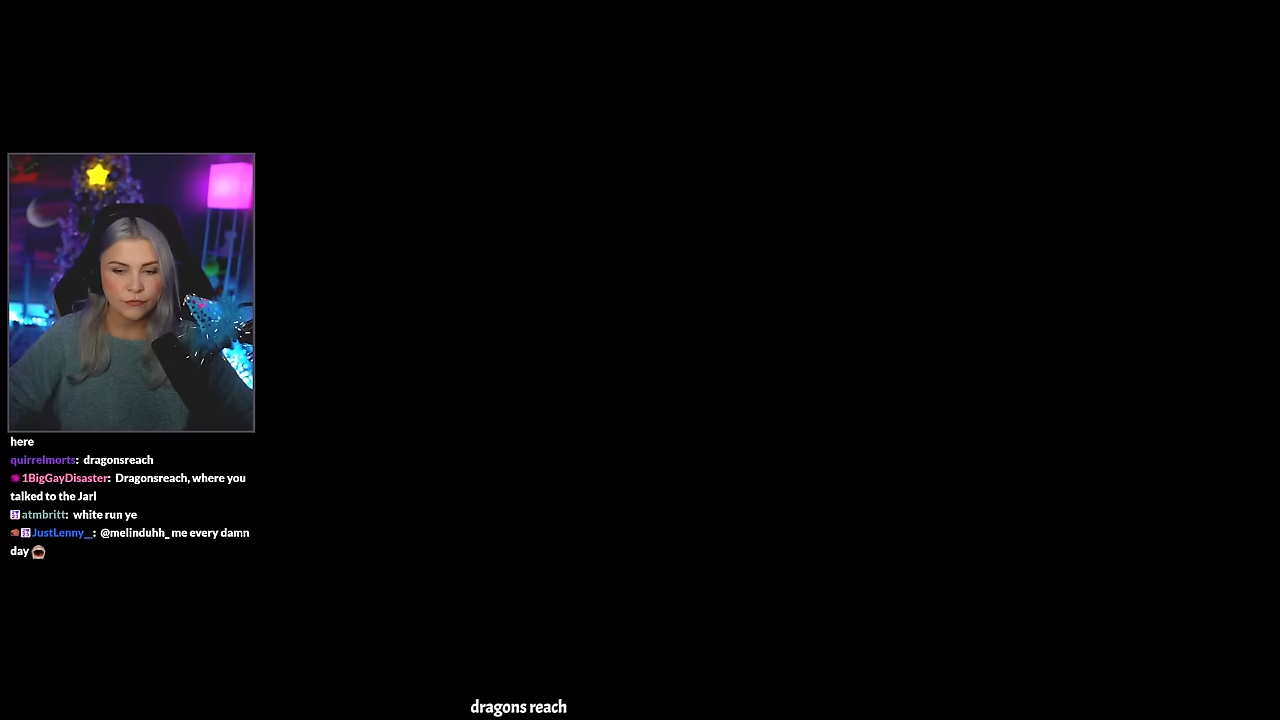 here
quirrelmorts: dragonsreach
1BigGayDisaster: Dragonsreach, where you
talked to the Jarl
atmbritt: white run ye
JustLenny__: @melinduhh_ me every damn
day
dragons reach